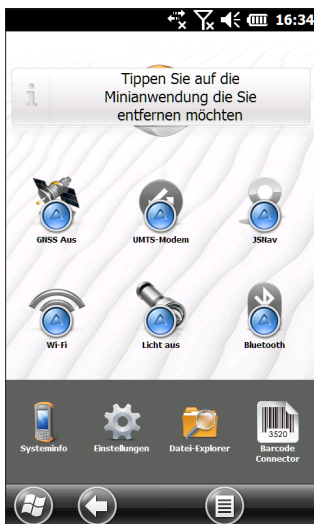 16:34
Tippen Sie auf die
Minianwendung die Sie
entfernen möchten
GNSS Aus
UMTS-Modem
JSNav
Wi-Fi
Licht aus
Bluetooth
3520
Systeminfo
Einstellungen
Datei-Explorer
Barcode
Connector